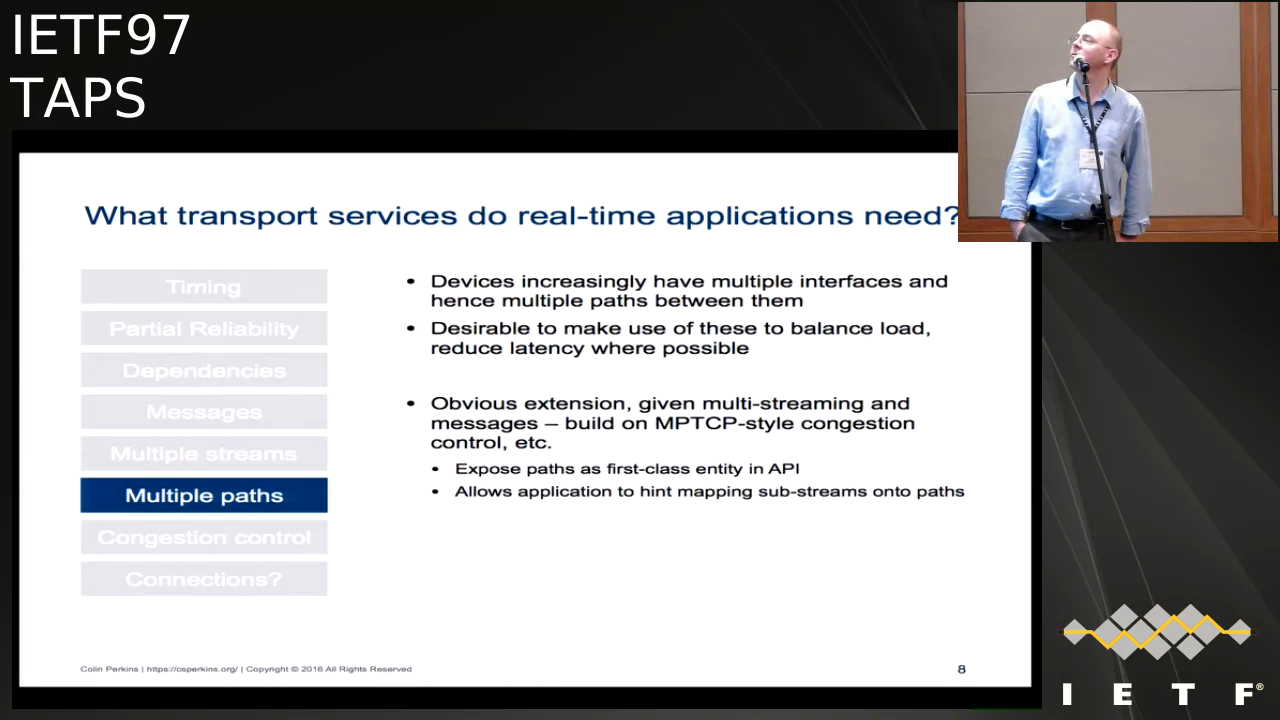 IETF97
TAPS
What transport services do real-time applications need?
Timing
Partial Reliability
Dependencies
Messages
Multiple streams
Multiple paths
Congestion control
Connections?
• Devices increasingly have multiple interfaces and
hence multiple paths between them
• Desirable to make use of these to balance load,
reduce latency where possible
• Obvious extension, given multi-streaming and
messages – build on MPTCP-style congestion
control, etc.
• Expose paths as first-class entity in API
• Allows application to hint mapping sub-streams onto paths
Colin Perkins | https://csperkins.org/ | Copyright © 2016 All Rights Reserved
8
I E T F®